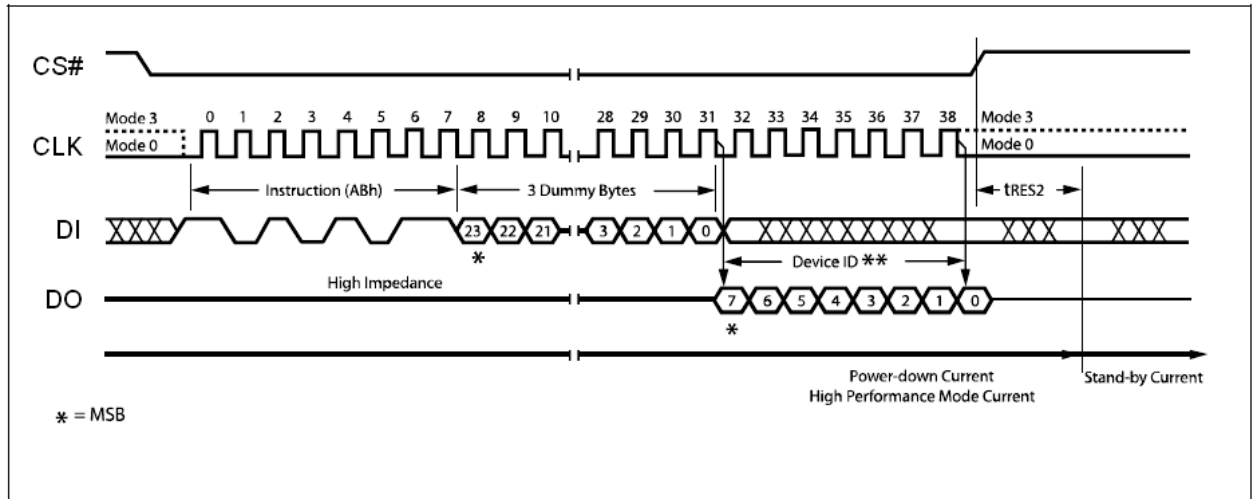 CS#
Mode 3 0 1 2 3 4 5 6 7 8 9 10 28 29 30 31 32 33 34 35 36 37 38 Mode 3
CLK Mode 0 Mode 0
Instruction (ABh) 3 Dummy Bytes tRES2
DI 23 22 21 3 2 1 0
* Device ID **
High Impedance
DO 7 6 5 4 3 2 1 0
*
Power-down Current Stand-by Current
High Performance Mode Current
* = MSB